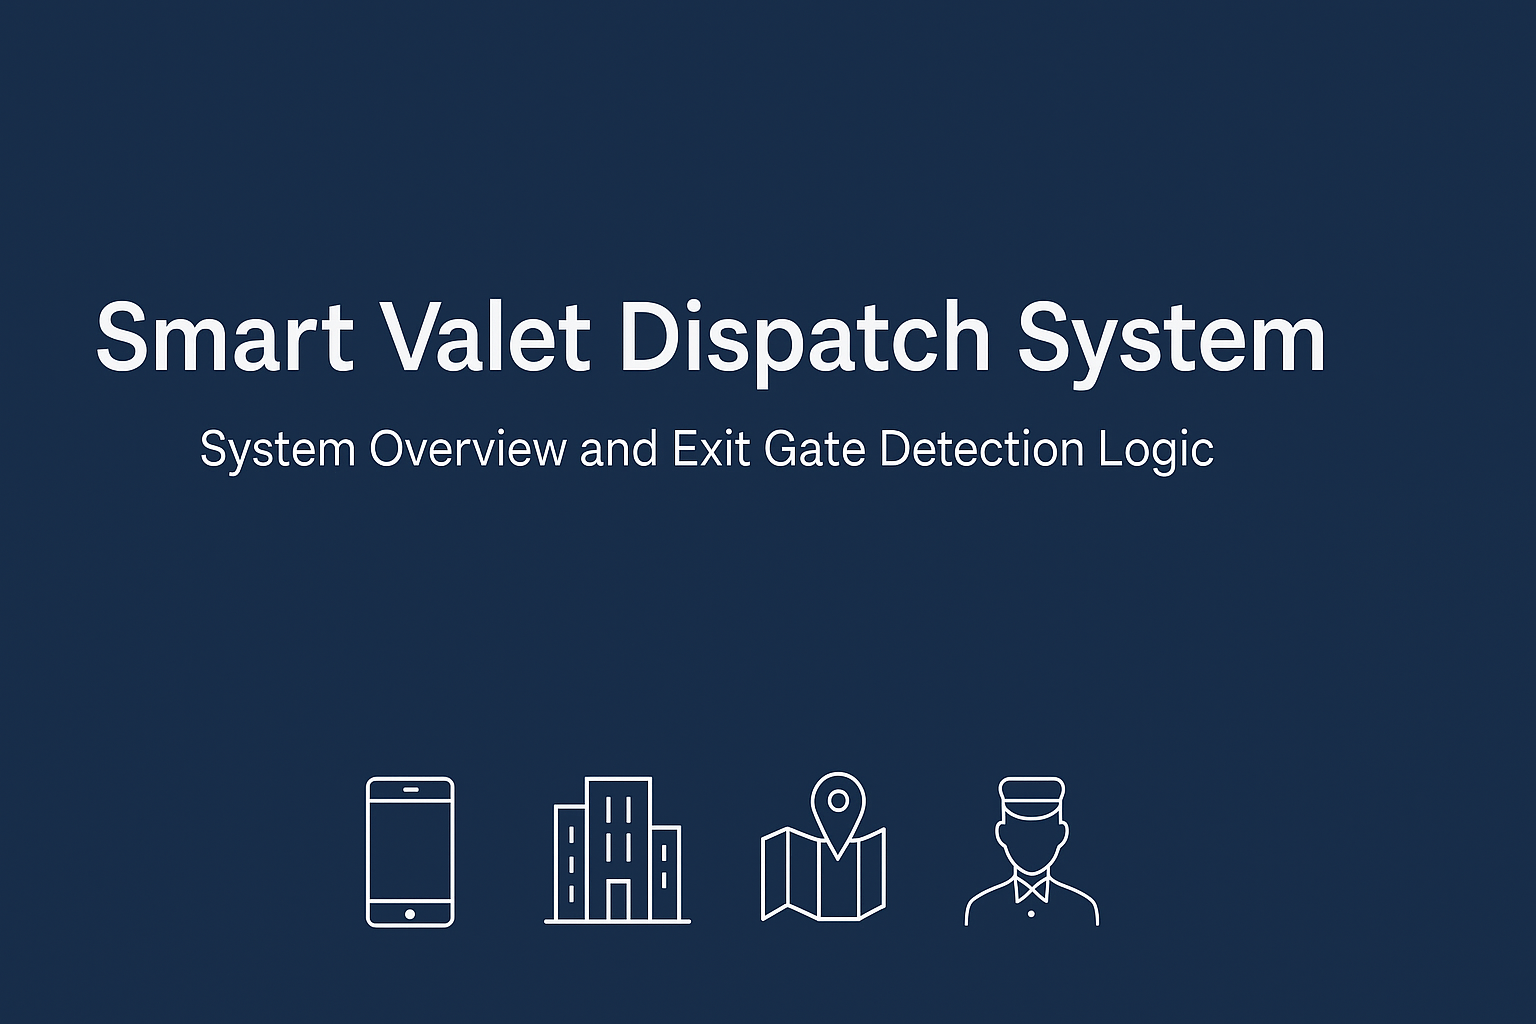 Smart Valet Dispatch System
System Overview and Exit Gate Detection Logic